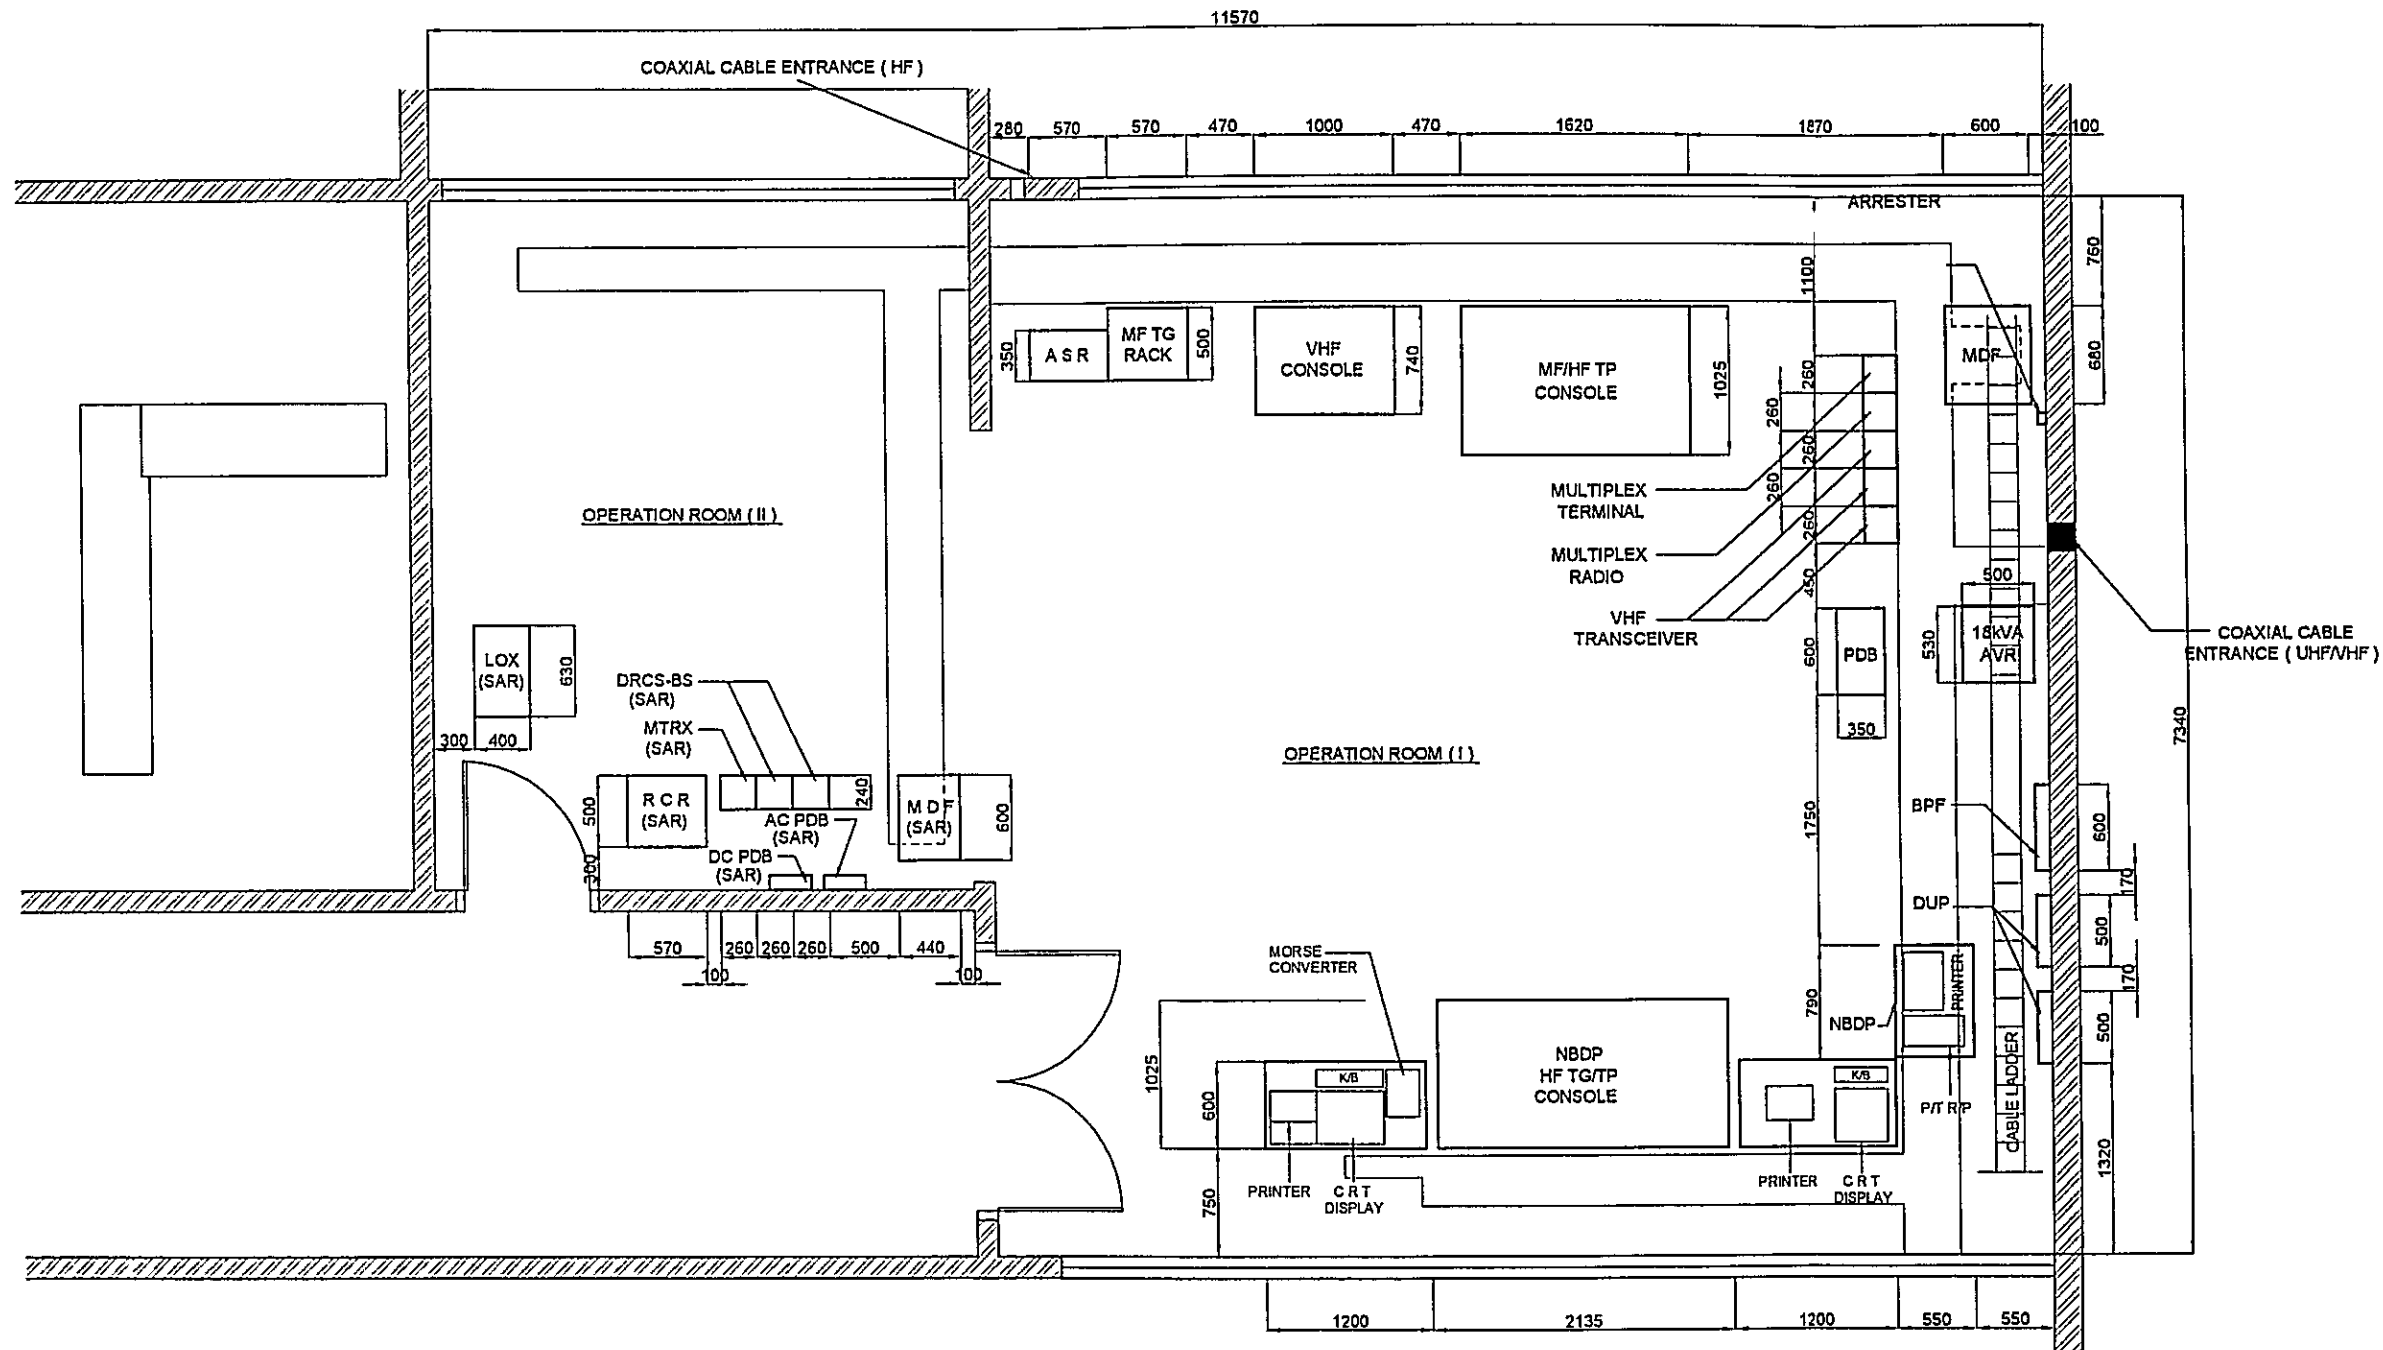 11570
COAXIAL CABLE ENTRANCE ( HF )
280 570 570 470 1000 470 1620 1870 600 100
ARRESTER
760
1100
680
350
A S R
MF TG
RACK
500
VHF
CONSOLE
740
MF/HF TP
CONSOLE
1025
260
260
260
260
260
MDF
MULTIPLEX
TERMINAL
MULTIPLEX
RADIO
VHF
TRANSCEIVER
450
600
PDB
350
500
530
18kVA
AVR
COAXIAL CABLE
ENTRANCE ( UHF/VHF )
7340
OPERATION ROOM ( II )
LOX
(SAR)
630
300 400
DRCS-BS
(SAR)
MTRX
(SAR)
500
R C R
(SAR)
240
AC PDB
(SAR)
DC PDB
(SAR)
300
M D F
(SAR)
600
570 260 260 260 500 440
100 100
OPERATION ROOM ( I )
1750
BPF
600
170
DUP
500
170
500
1320
MORSE
CONVERTER
790
PRINTER
NBDP
P/T R/P
CABLE LADDER
1025
600
750
K/B
NBDP
HF TG/TP
CONSOLE
K/B
PRINTER
C R T
DISPLAY
PRINTER
C R T
DISPLAY
1200 2135 1200 550 550